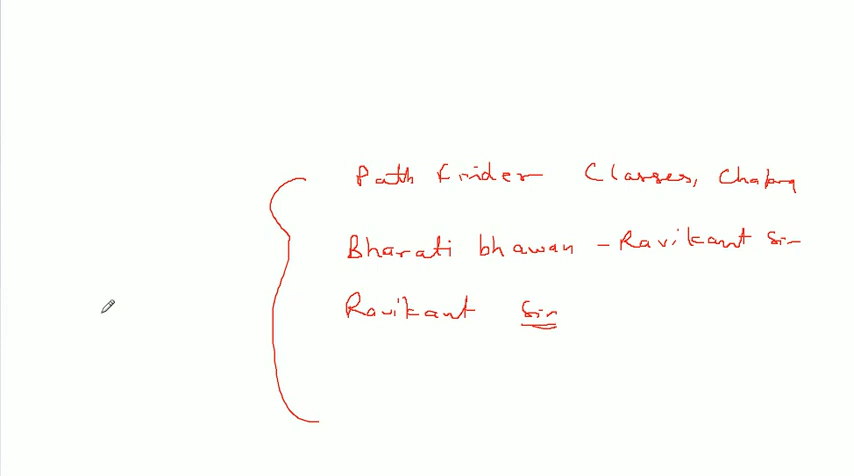 Path Finder Classes, Chapra
Bharati bhawan - Ravikant Sir
Ravikant Sir